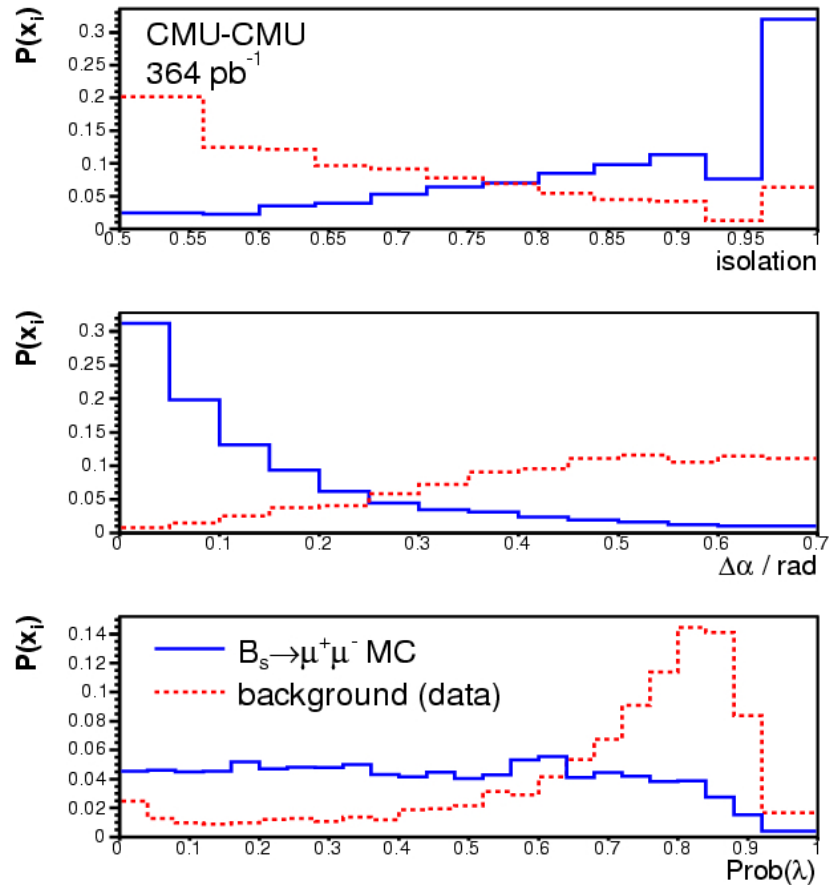 P(xᵢ)
CMU-CMU
364 pb⁻¹
0.3
0.25
0.2
0.15
0.1
0.05
0
0.5 0.55 0.6 0.65 0.7 0.75 0.8 0.85 0.9 0.95 1
isolation
P(xᵢ)
0.3
0.25
0.2
0.15
0.1
0.05
0
0 0.1 0.2 0.3 0.4 0.5 0.6 0.7
Δα / rad
P(xᵢ)
Bₛ→μ⁺μ⁻ MC
background (data)
0.14
0.12
0.1
0.08
0.06
0.04
0.02
0
0 0.1 0.2 0.3 0.4 0.5 0.6 0.7 0.8 0.9 1
Prob(λ)